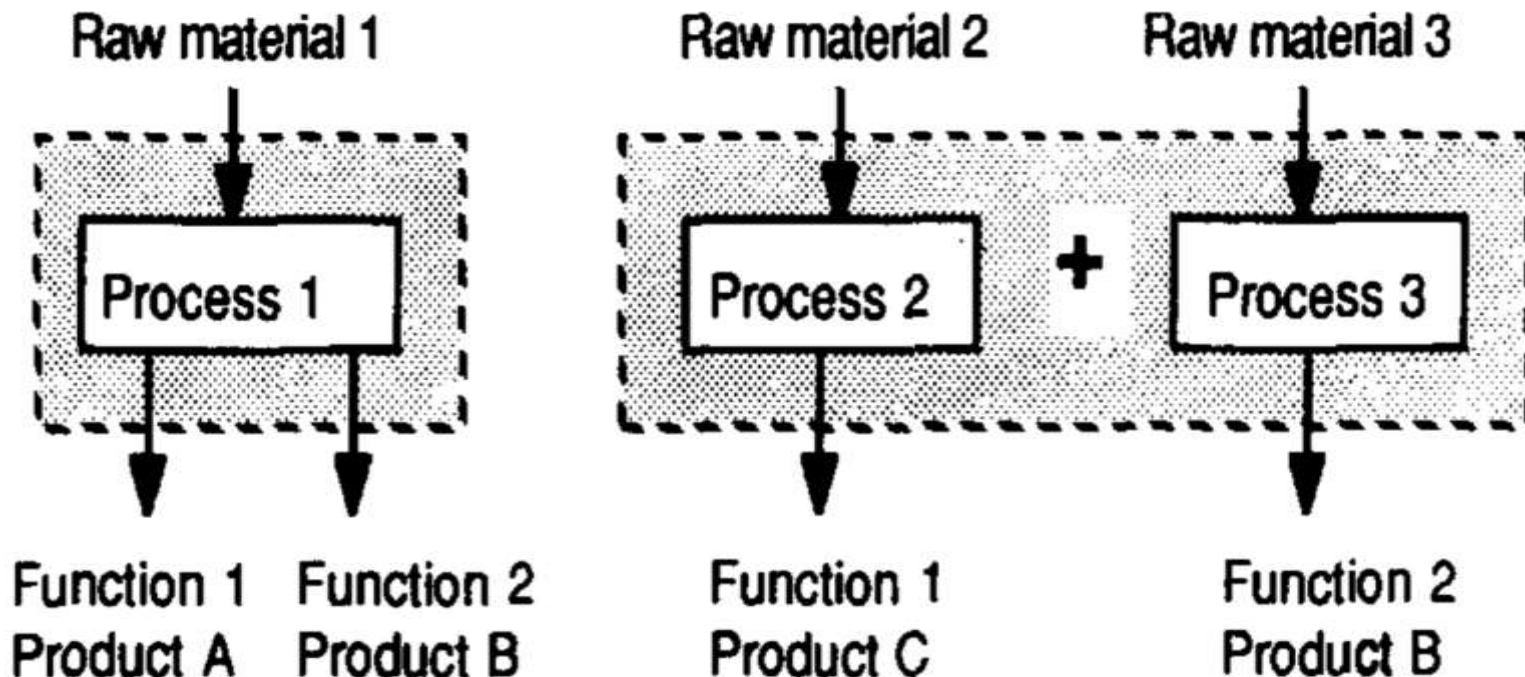 Raw material 1 Raw material 2 Raw material 3
Process 1 Process 2 + Process 3
Function 1 Function 2 Function 1 Function 2
Product A Product B Product C Product B